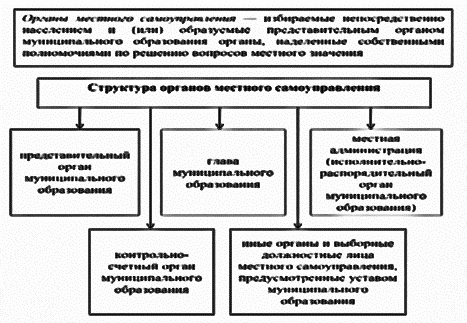 Органы местного самоуправления — избираемые непосредственно
населением и (или) образуемые представительным органом
муниципального образования органы, наделенные собственными
полномочиями по решению вопросов местного значения
Структура органов местного самоуправления
представительный
орган
муниципального
образования
глава
муниципального
образования
местная
администрация
(исполнительно-
распорядительный
орган
муниципального
образования)
контрольно-
счетный орган
муниципального
образования
иные органы и выборные
должностные лица
местного самоуправления,
предусмотренные уставом
муниципального
образования